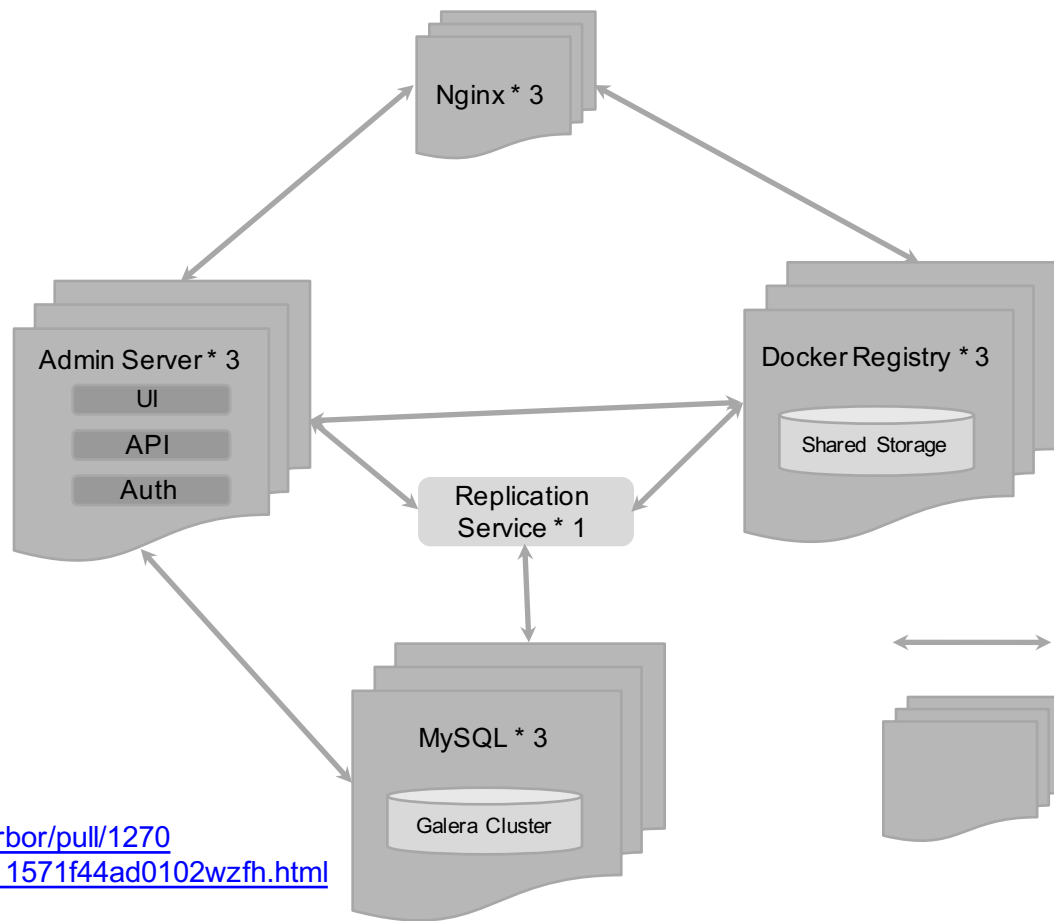 Nginx * 3
Admin Server * 3
UI
API
Auth
Docker Registry * 3
Shared Storage
Replication
Service * 1
MySQL * 3
Galera Cluster
rbor/pull/1270
1571f44ad0102wzfh.html